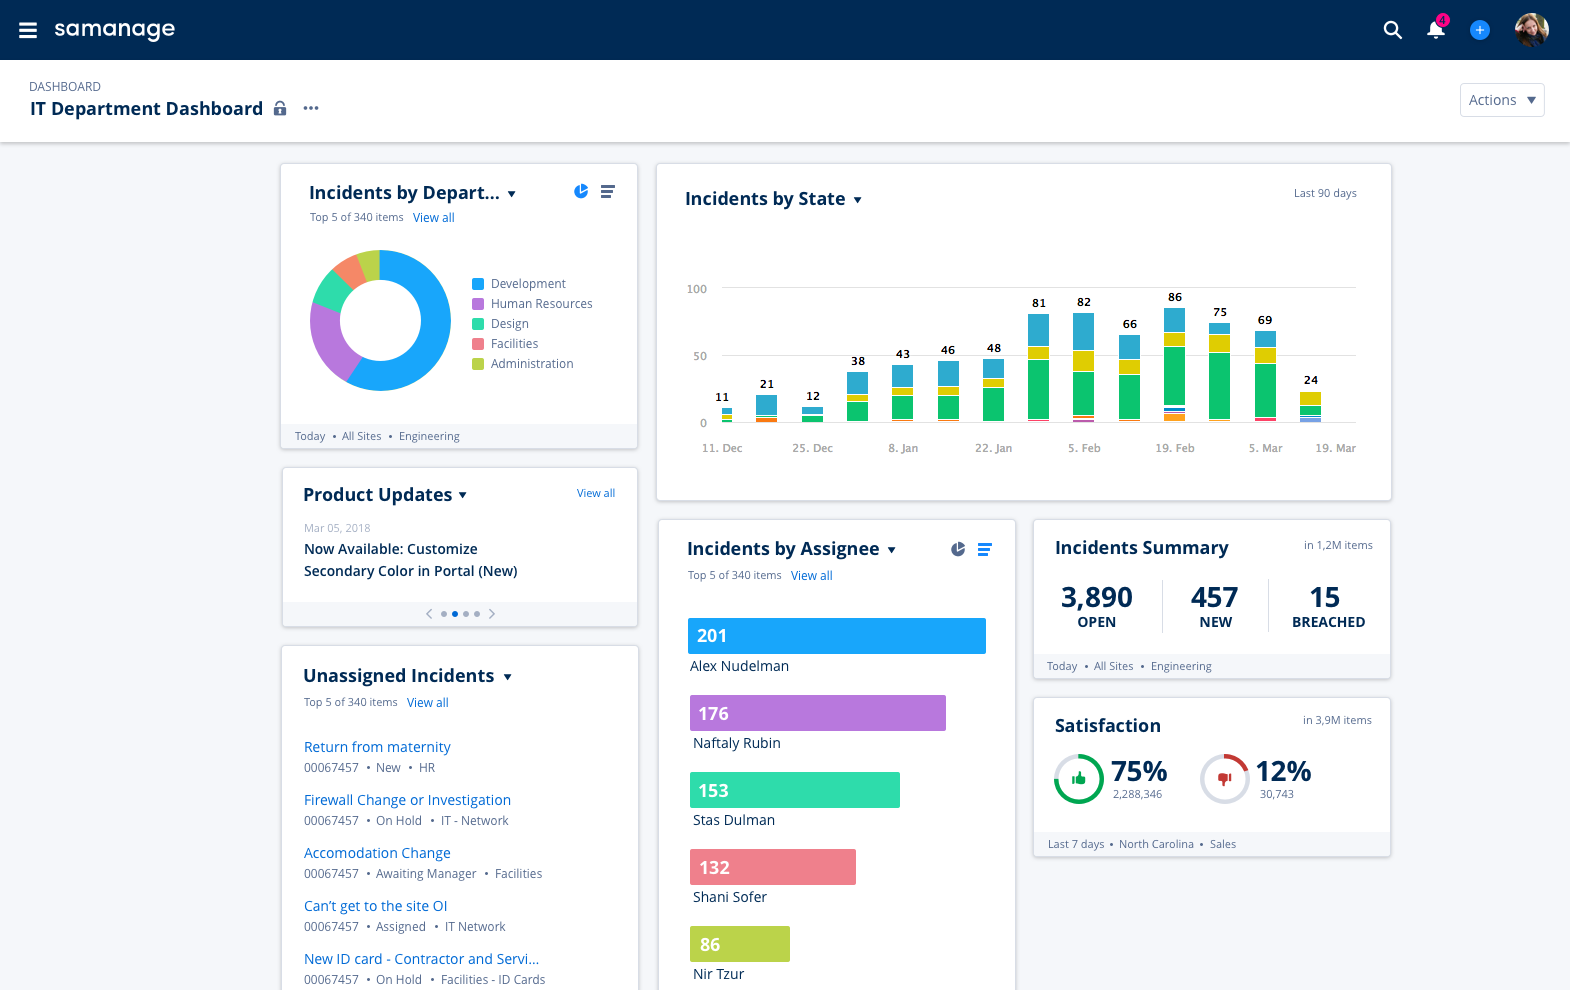 samanage
4
DASHBOARD
IT Department Dashboard
Actions
Incidents by Depart...
Top 5 of 340 items View all
Development
Human Resources
Design
Facilities
Administration
Today • All Sites • Engineering
Incidents by State
Last 90 days
100
50
0
11
21
12
38
43
46
48
81
82
66
86
75
69
24
11. Dec
25. Dec
8. Jan
22. Jan
5. Feb
19. Feb
5. Mar
19. Mar
Product Updates
View all
Mar 05, 2018
Now Available: Customize
Secondary Color in Portal (New)
Unassigned Incidents
Top 5 of 340 items View all
Return from maternity
00067457 • New • HR
Firewall Change or Investigation
00067457 • On Hold • IT - Network
Accomodation Change
00067457 • Awaiting Manager • Facilities
Can’t get to the site OI
00067457 • Assigned • IT Network
New ID card - Contractor and Servi...
00067457 • On Hold • Facilities - ID Cards
Incidents by Assignee
Top 5 of 340 items View all
201
Alex Nudelman
176
Naftaly Rubin
153
Stas Dulman
132
Shani Sofer
86
Nir Tzur
Incidents Summary
in 1,2M items
3,890
OPEN
457
NEW
15
BREACHED
Today • All Sites • Engineering
Satisfaction
in 3,9M items
75%
2,288,346
12%
30,743
Last 7 days • North Carolina • Sales